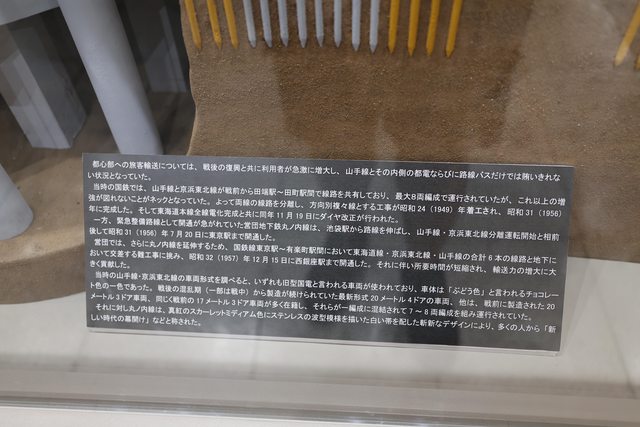 都心部への旅客輸送については、戦後の復興と共に利用者が急激に増大し、山手線とその内側の都電ならびに路線バスだけでは賄いきれな
い状況となっていた。
当時の国鉄では、山手線と京浜東北線が戦前から田端駅〜田町駅間で線路を共有しており、最大8両編成で運行されていたが、これ以上の増
強が図れないことがネックとなっていた。よって両線の線路を分離し、方向別複々線とする工事が昭和24（1949）年着工され、昭和31（1956）
年に完成した。そして東海道本線全線電化完成と共に同年11月19日にダイヤ改正が行われた。
一方、緊急整備路線として開通が急がれていた営団地下鉄丸ノ内線は、池袋駅から路線を伸ばし、山手線・京浜東北線分離運転開始と相前
後して昭和31（1956）年7月20日に東京駅まで開通した。
営団では、さらに丸ノ内線を延伸するため、国鉄線東京駅〜有楽町駅間において東海道線・京浜東北線・山手線の合計6本の線路と地下に
おいて交差する難工事に挑み、昭和32（1957）年12月15日に西銀座駅まで開通した。それに伴い所要時間が短縮され、輸送力の増大に大
きく貢献した。
当時の山手線・京浜東北線の車両形式を調べると、いずれも旧型国電と言われる車両が使われており、車体は「ぶどう色」と言われるチョコレー
ト色の一色であった。戦後の混乱期（一部は戦中）から製造が続けられていた最新形式20メートル4ドアの車両、他は、戦前に製造された20
メートル3ドア車両、同じく戦前の17メートル3ドア車両が多く在籍し、それらが一編成に混結されて7〜8両編成を組み運行されていた。
それに対し丸ノ内線は、真紅のスカーレットミディアム色にステンレスの波型模様を描いた白い帯を配した斬新なデザインにより、多くの人から「新
しい時代の幕開け」などと称された。